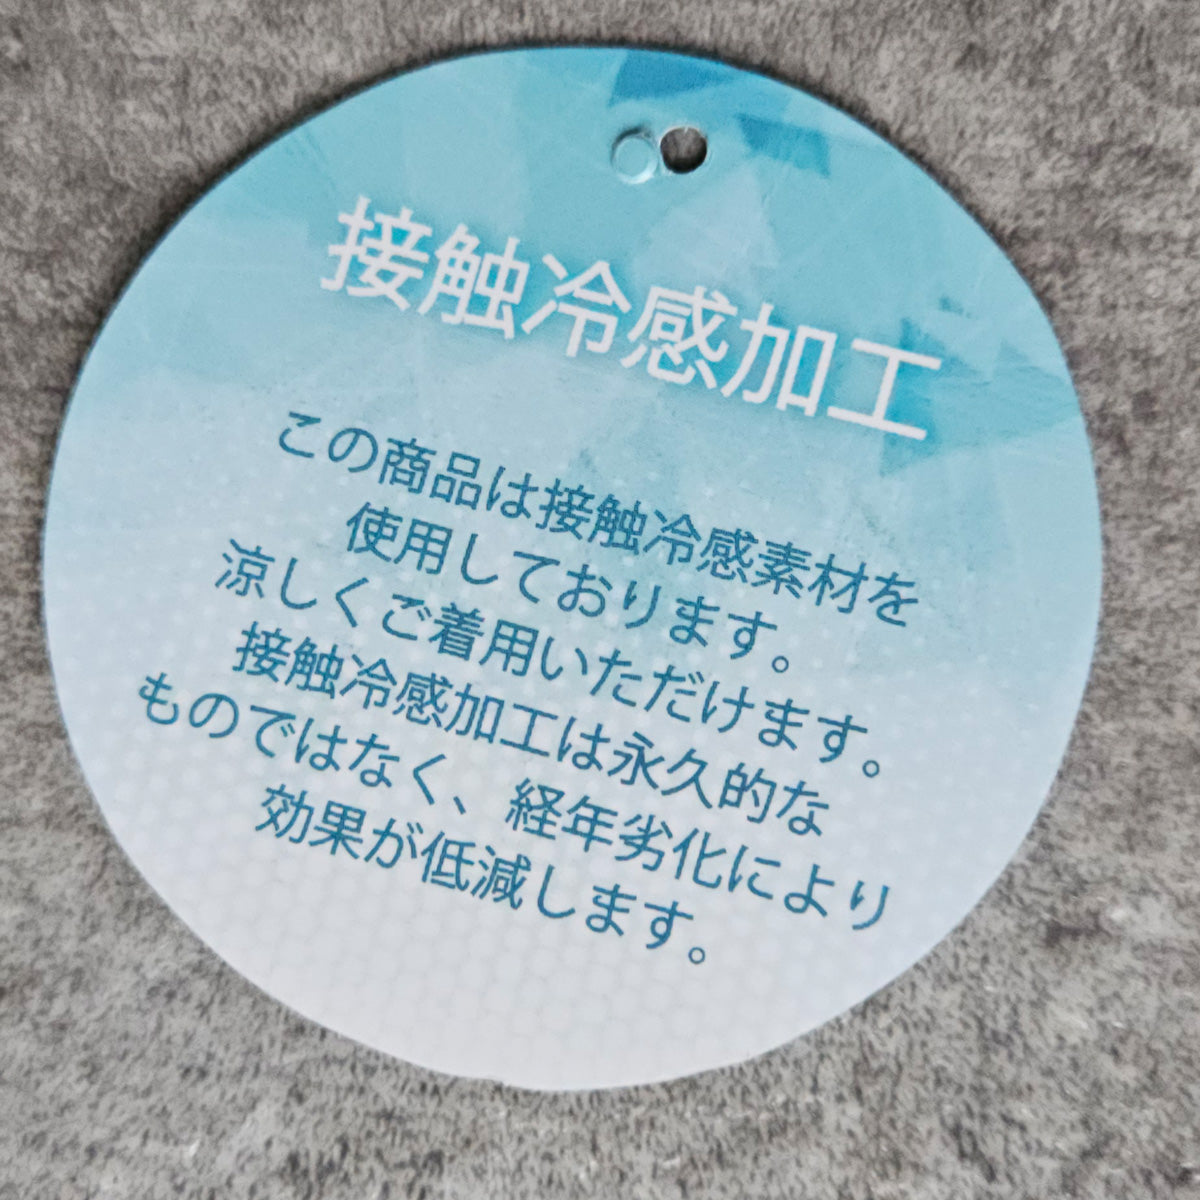 接触冷感加工
この商品は接触冷感素材を
使用しております。
涼しくご着用いただけます。
接触冷感加工は永久的な
ものではなく、経年劣化により
効果が低減します。